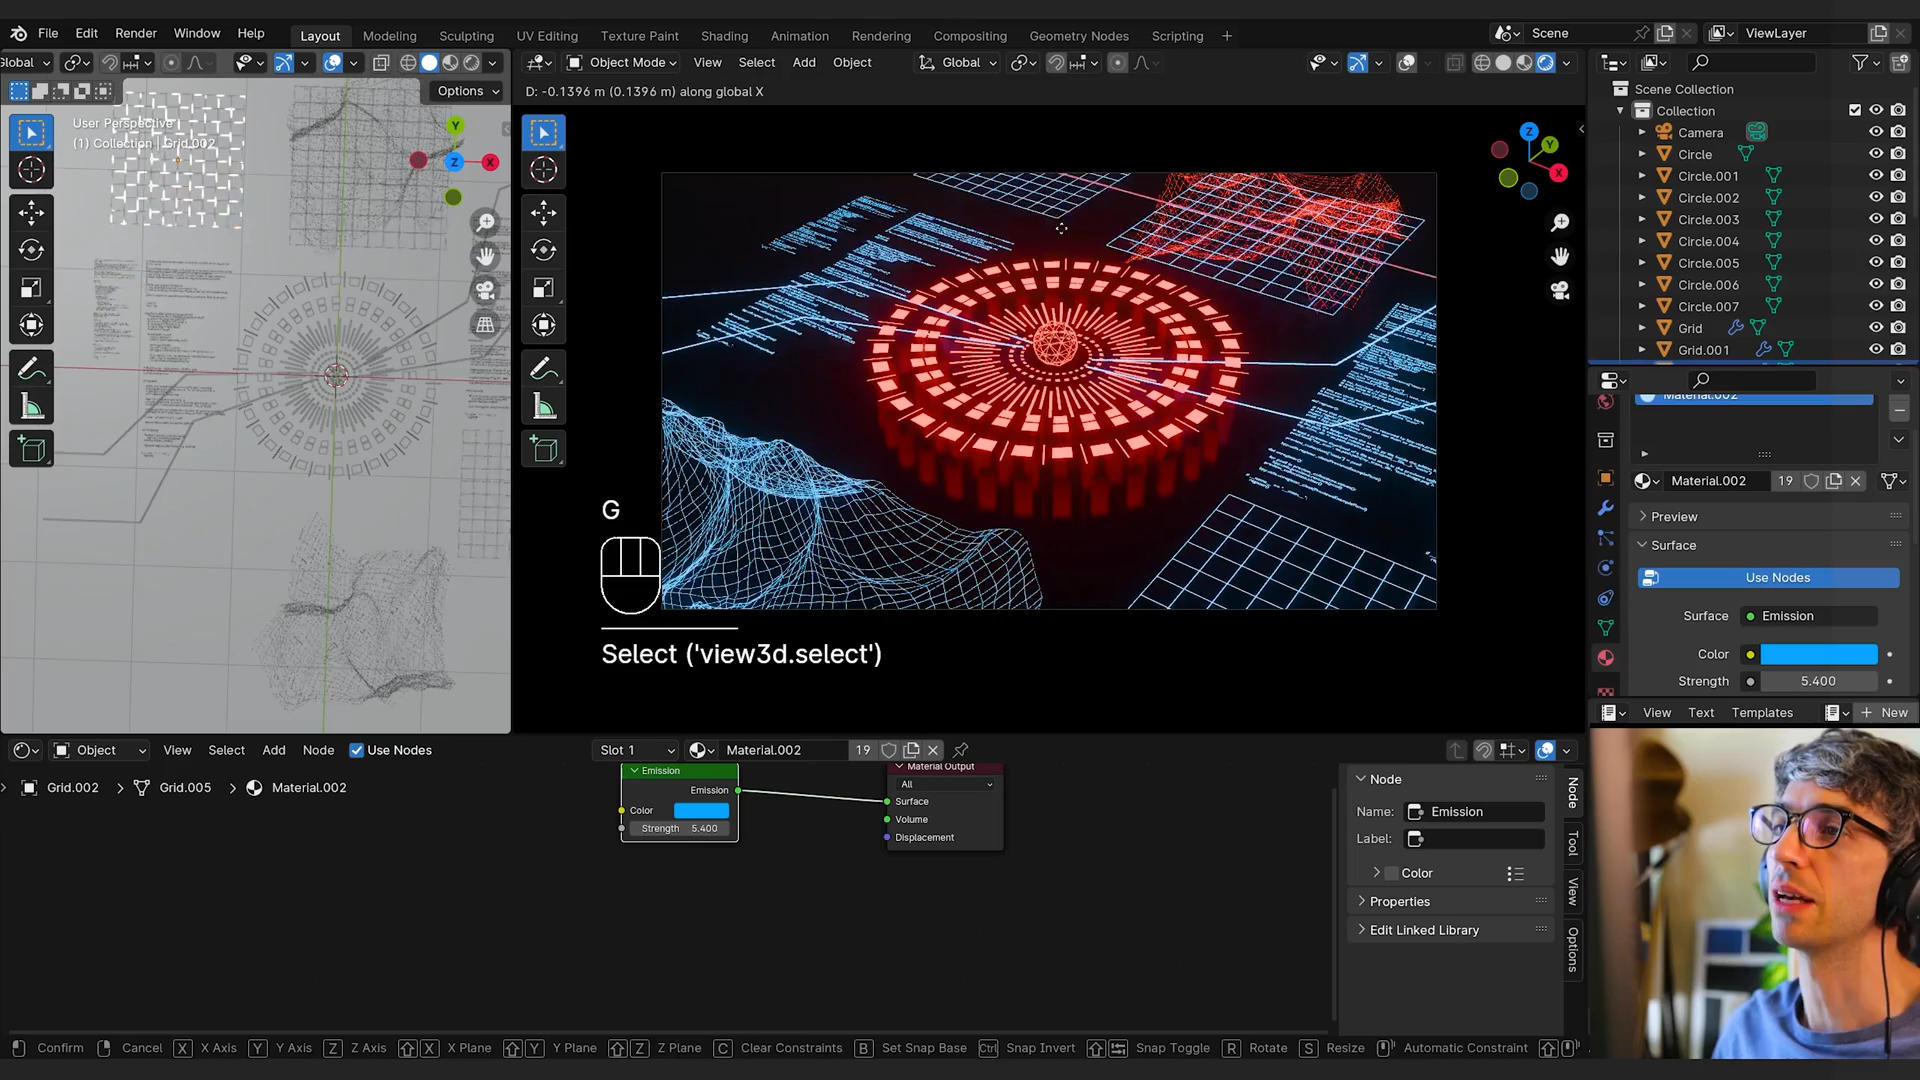 File Edit Render Window Help Layout Modeling Sculpting UV Editing Texture Paint Shading Animation Rendering Compositing Geometry Nodes Scripting + Scene ViewLayer
Global Object Mode View Select Add Object Global
Options D: -0.1396 m (0.1396 m) along global X
User Perspective
(1) Collection | Grid.002
Y
Z X
Z Y
X
Scene Collection
Collection
Camera
Circle
Circle.001
Circle.002
Circle.003
Circle.004
Circle.005
Circle.006
Circle.007
Grid
Grid.001
Material.002
Material.002 19
Preview
Surface
Use Nodes
Surface Emission
Color
Strength 5.400
View Text Templates + New
G
Select ('view3d.select')
Object View Select Add Node Use Nodes Slot 1 Material.002 19
Grid.002 > Grid.005 > Material.002
Emission
Emission
Color
Strength 5.400
Material Output
All
Surface
Volume
Displacement
Node
Name: Emission
Label:
Color
Properties
Edit Linked Library
Node
Tool
View
Options
Confirm Cancel X X Axis Y Y Axis Z Z Axis X X Plane Y Y Plane Z Z Plane C Clear Constraints B Set Snap Base Ctrl Snap Invert Snap Toggle R Rotate S Resize Automatic Constraint